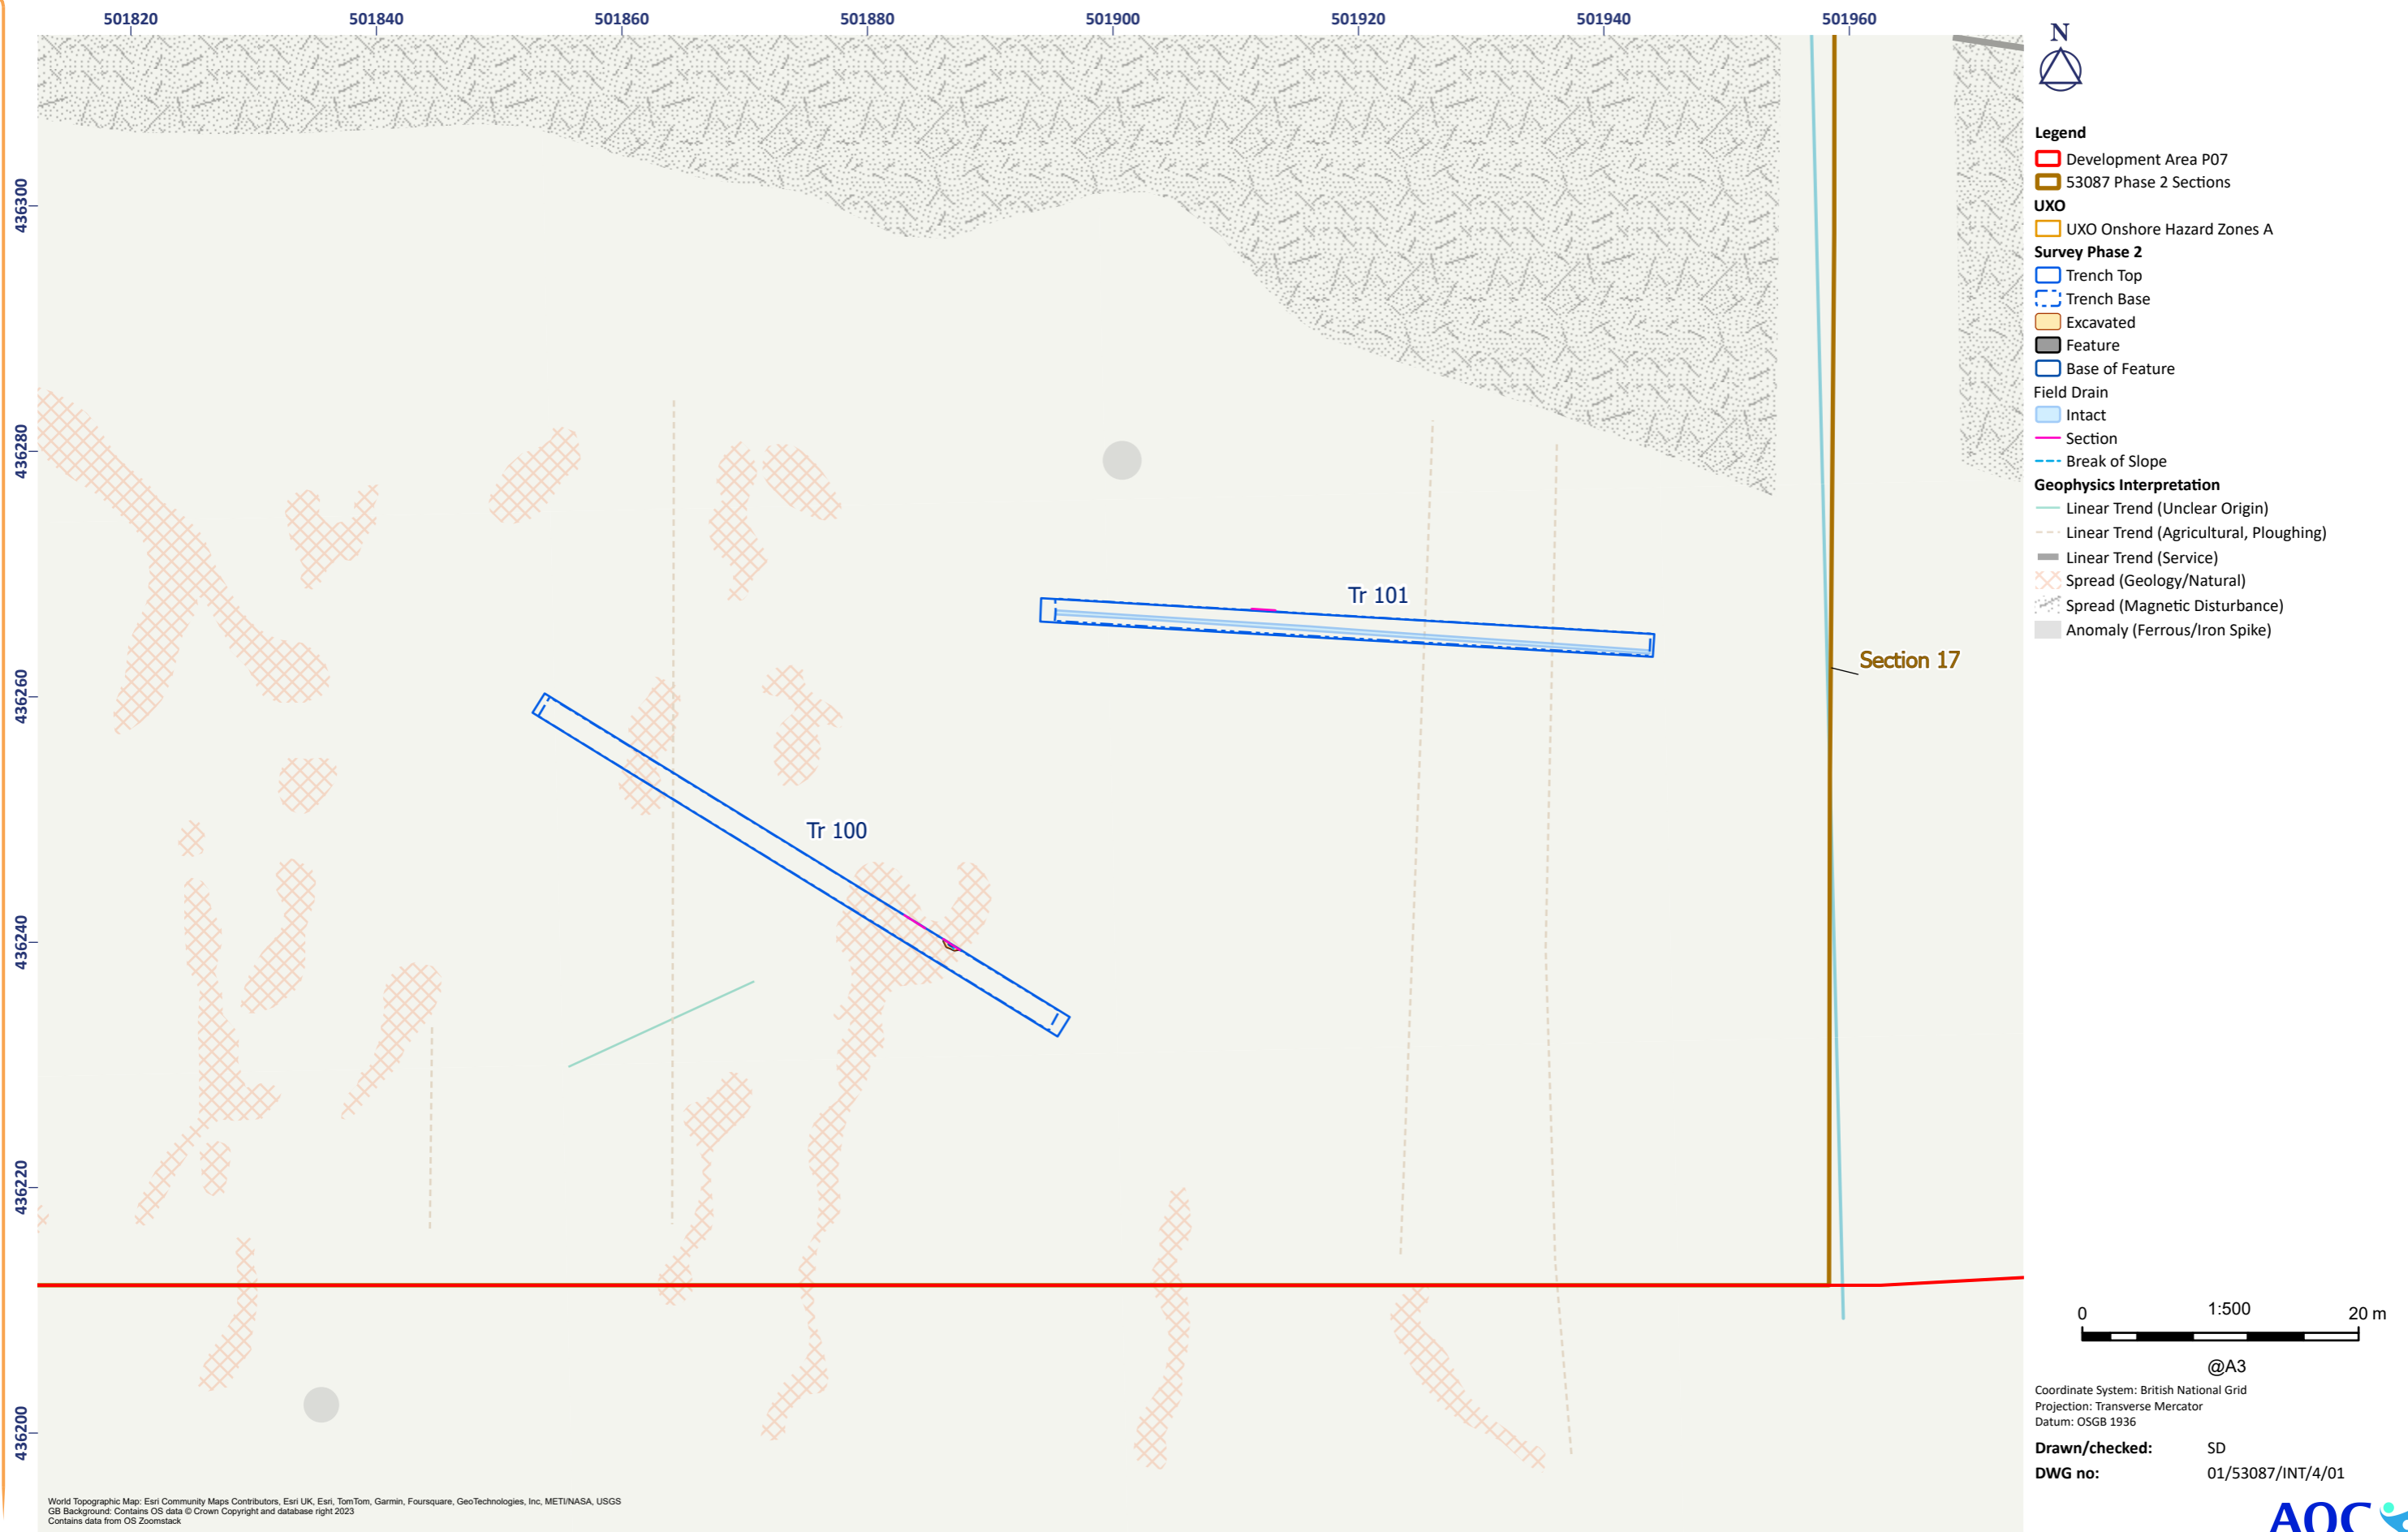 501820 501840 501860 501880 501900 501920 501940 501960
436300
436280
436260
436240
436220
436200
Tr 101
Section 17
Tr 100
World Topographic Map: Esri Community Maps Contributors, Esri UK, Esri, TomTom, Garmin, Foursquare, GeoTechnologies, Inc, METI/NASA, USGS
GB Background: Contains OS data © Crown Copyright and database right 2023
Contains data from OS Zoomstack
N
Legend
Development Area P07
53087 Phase 2 Sections
UXO
UXO Onshore Hazard Zones A
Survey Phase 2
Trench Top
Trench Base
Excavated
Feature
Base of Feature
Field Drain
Intact
Section
Break of Slope
Geophysics Interpretation
Linear Trend (Unclear Origin)
Linear Trend (Agricultural, Ploughing)
Linear Trend (Service)
Spread (Geology/Natural)
Spread (Magnetic Disturbance)
Anomaly (Ferrous/Iron Spike)
0 1:500 20 m
@A3
Coordinate System: British National Grid
Projection: Transverse Mercator
Datum: OSGB 1936
Drawn/checked: SD
DWG no: 01/53087/INT/4/01
AOC